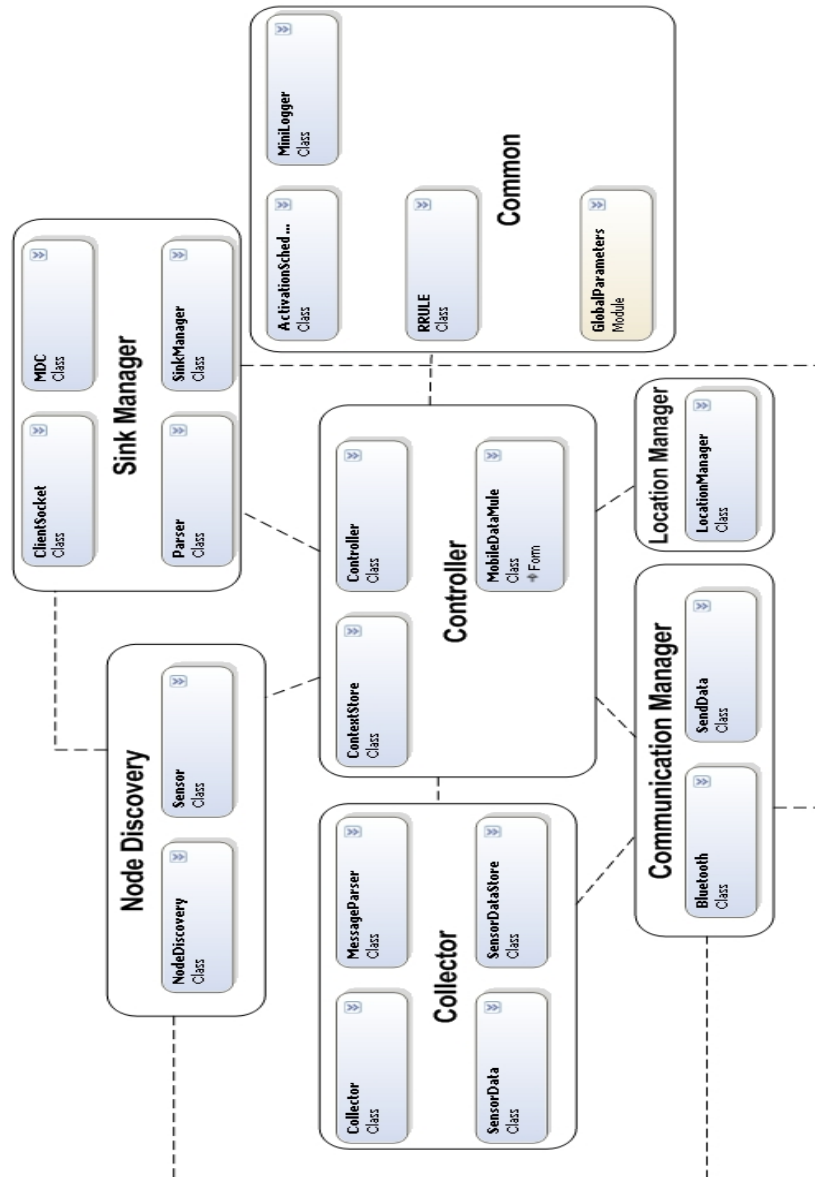 Node Discovery
NodeDiscovery
Class
Sensor
Class
Sink Manager
ClientSocket
Class
MDC
Class
Parser
Class
SinkManager
Class
Collector
Collector
Class
MessageParser
Class
SensorData
Class
SensorDataStore
Class
Controller
ContextStore
Class
Controller
Class
MobileDataMule
Class
Form
Common
ActivationSched ...
Class
MiniLogger
Class
RRULE
Class
GlobalParameters
Module
Communication Manager
Bluetooth
Class
SendData
Class
Location Manager
LocationManager
Class